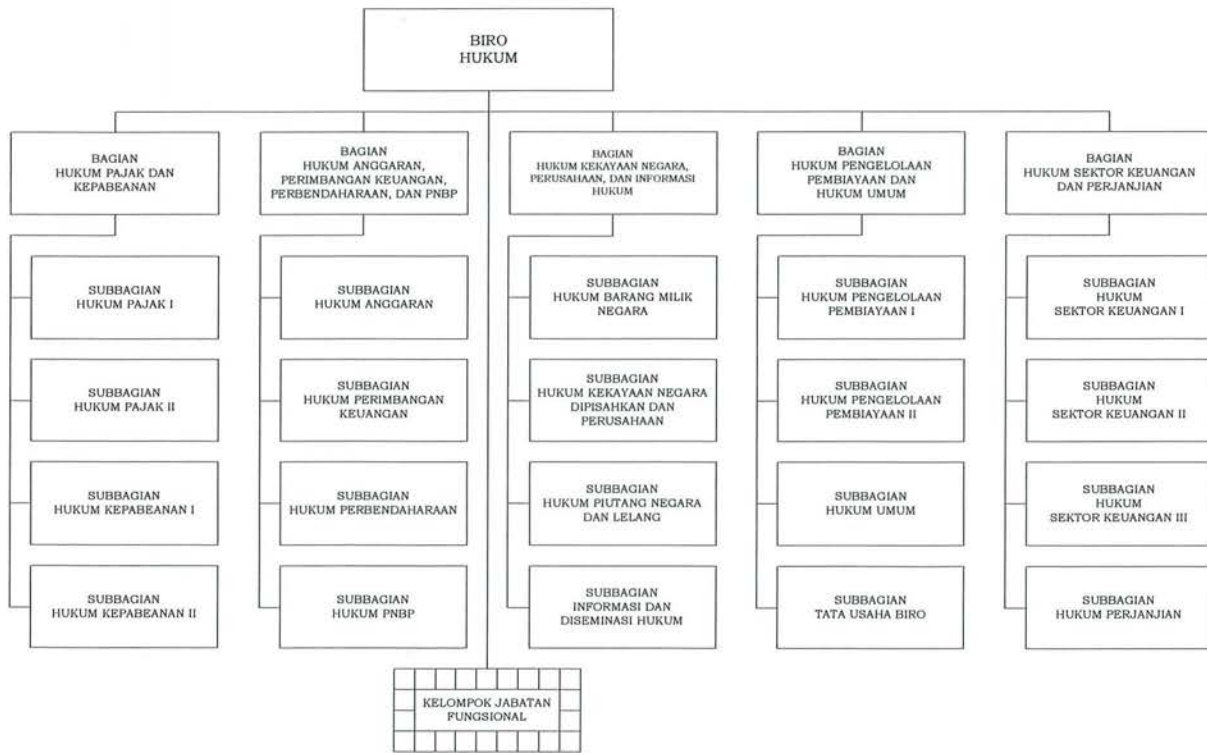 BIRO
HUKUM
BAGIAN
HUKUM PAJAK DAN
KEPABEANAN
BAGIAN
HUKUM ANGGARAN,
PERIMBANGAN KEUANGAN,
PERBENDAHARAAN, DAN PNBP
BAGIAN
HUKUM KEKAYAAN NEGARA,
PERUSAHAAN, DAN INFORMASI
HUKUM
BAGIAN
HUKUM PENGELOLAAN
PEMBIAYAAN DAN
HUKUM UMUM
BAGIAN
HUKUM SEKTOR KEUANGAN
DAN PERJANJIAN
SUBBAGIAN
HUKUM PAJAK I
SUBBAGIAN
HUKUM ANGGARAN
SUBBAGIAN
HUKUM BARANG MILIK
NEGARA
SUBBAGIAN
HUKUM PENGELOLAAN
PEMBIAYAAN I
SUBBAGIAN
HUKUM
SEKTOR KEUANGAN I
SUBBAGIAN
HUKUM PAJAK II
SUBBAGIAN
HUKUM PERIMBANGAN
KEUANGAN
SUBBAGIAN
HUKUM KEKAYAAN NEGARA
DIPISAHKAN DAN
PERUSAHAAN
SUBBAGIAN
HUKUM PENGELOLAAN
PEMBIAYAAN II
SUBBAGIAN
HUKUM
SEKTOR KEUANGAN II
SUBBAGIAN
HUKUM KEPABEANAN I
SUBBAGIAN
HUKUM PERBENDAHARAAN
SUBBAGIAN
HUKUM PIUTANG NEGARA
DAN LELANG
SUBBAGIAN
HUKUM UMUM
SUBBAGIAN
HUKUM
SEKTOR KEUANGAN III
SUBBAGIAN
HUKUM KEPABEANAN II
SUBBAGIAN
HUKUM PNBP
SUBBAGIAN
INFORMASI DAN
DISEMINASI HUKUM
SUBBAGIAN
TATA USAHA BIRO
SUBBAGIAN
HUKUM PERJANJIAN
KELOMPOK JABATAN
FUNGSIONAL